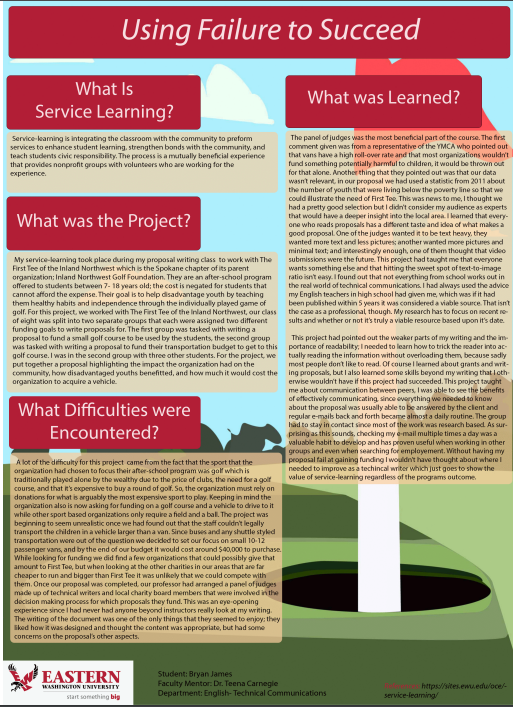 Using Failure to Succeed
What Is
Service Learning?
Service-learning is integrating the classroom with the community to preform
services to enhance student learning, strengthen bonds with the community, and
teach students civic responsibility. The process is a mutually beneficial experience
that provides nonprofit groups with volunteers who are working for the
experience.
What was the Project?
My service-learning took place during my proposal writing class to work with The
First Tee of the Inland Northwest which is the Spokane chapter of its parent
organization; Inland Northwest Golf Foundation. They are an after-school program
offered to students between 7- 18 years old; the cost is negated for students that
cannot afford the expense. Their goal is to help disadvantage youth by teaching
them healthy habits and independence through the individually played game of
golf. For this project, we worked with The First Tee of the Inland Northwest, our class
of eight was split into two separate groups that each were assigned two different
funding goals to write proposals for. The first group was tasked with writing a
proposal to fund a small golf course to be used by the students, the second group
was tasked with writing a proposal to fund their transportation budget to get to this
golf course. I was in the second group with three other students. For the project, we
put together a proposal highlighting the impact the organization had on the
community, how disadvantaged youths benefitted, and how much it would cost the
organization to acquire a vehicle.
What Difficulties were
Encountered?
A lot of the difficulty for this project came from the fact that the sport that the
organization had chosen to focus their after-school program was golf which is
traditionally played alone by the wealthy due to the price of clubs, the need for a golf
course, and that it's expensive to buy a round of golf. So, the organization must rely on
donations for what is arguably the most expensive sport to play. Keeping in mind the
organization also is now asking for funding on a golf course and a vehicle to drive to it
while other sport based organizations only require a field and a ball. The project was
beginning to seem unrealistic once we had found out that the staff couldn't legally
transport the children in a vehicle larger than a van. Since buses and any shuttle styled
transportation were out of the question we decided to set our focus on small 10-12
passenger vans, and by the end of our budget it would cost around $40,000 to purchase.
While looking for funding we did find a few organizations that could possibly give that
amount to First Tee, but when looking at the other charities in our areas that are far
cheaper to run and bigger than First Tee it was unlikely that we could compete with
them. Once our proposal was completed, our professor had arranged a panel of judges
made up of technical writers and local charity board members that were involved in the
decision making process for which proposals they fund. This was an eye-opening
experience since I had never had anyone beyond instructors really look at my writing.
The writing of the document was one of the only things that they seemed to enjoy; they
liked how it was designed and thought the content was appropriate, but had some
concerns on the proposal's other aspects.
What was Learned?
The panel of judges was the most beneficial part of the course. The first
comment given was from a representative of the YMCA who pointed out
that vans have a high roll-over rate and that most organizations wouldn't
fund something potentially harmful to children, it would be thrown out
for that alone. Another thing that they pointed out was that our data
wasn't relevant, in our proposal we had used a statistic from 2011 about
the number of youth that were living below the poverty line so that we
could illustrate the need of First Tee. This was news to me, I thought we
had a pretty good selection but I didn't consider my audience as experts
that would have a deeper insight into the local area. I learned that every-
one who reads proposals has a different taste and idea of what makes a
good proposal. One of the judges wanted it to be text heavy, they
wanted more text and less pictures; another wanted more pictures and
minimal text; and interestingly enough, one of them thought that video
submissions were the future. This project had taught me that everyone
wants something else and that hitting the sweet spot of text-to-image
ratio isn't easy. I found out that not everything from school works out in
the real world of technical communications. I had always used the advice
my English teachers in high school had given me, which was if it had
been published within 5 years it was considered a viable source. That isn't
the case as a professional, though. My research has to focus on recent re-
sults and whether or not it's truly a viable resource based upon it's date.
This project had pointed out the weaker parts of my writing and the im-
portance of readability; I needed to learn how to trick the reader into ac-
tually reading the information without overloading them, because sadly
most people don't like to read. Of course I learned about grants and writ-
ing proposals, but I also learned some skills beyond my writing that I oth-
erwise wouldn't have if this project had succeeded. This project taught
me about communication between peers, I was able to see the benefits
of effectively communicating, since everything we needed to know
about the proposal was usually able to be answered by the client and
regular e-mails back and forth became almost a daily routine. The group
had to stay in contact since most of the work was research based. As sur-
prising as this sounds, checking my e-mail multiple times a day was a
valuable habit to develop and has proven useful when working in other
groups and even when searching for employement. Without having my
proposal fail at gaining funding I wouldn't have thought about where I
needed to improve as a techincal writer which just goes to show the
value of service-learning regardless of the programs outcome.
EASTERN
WASHINGTON UNIVERSITY
start something big
Student: Bryan James
Faculty Mentor: Dr. Teena Carnegie
Department: English- Technical Communications
https://sites.ewu.edu/oce/-
service-learning/